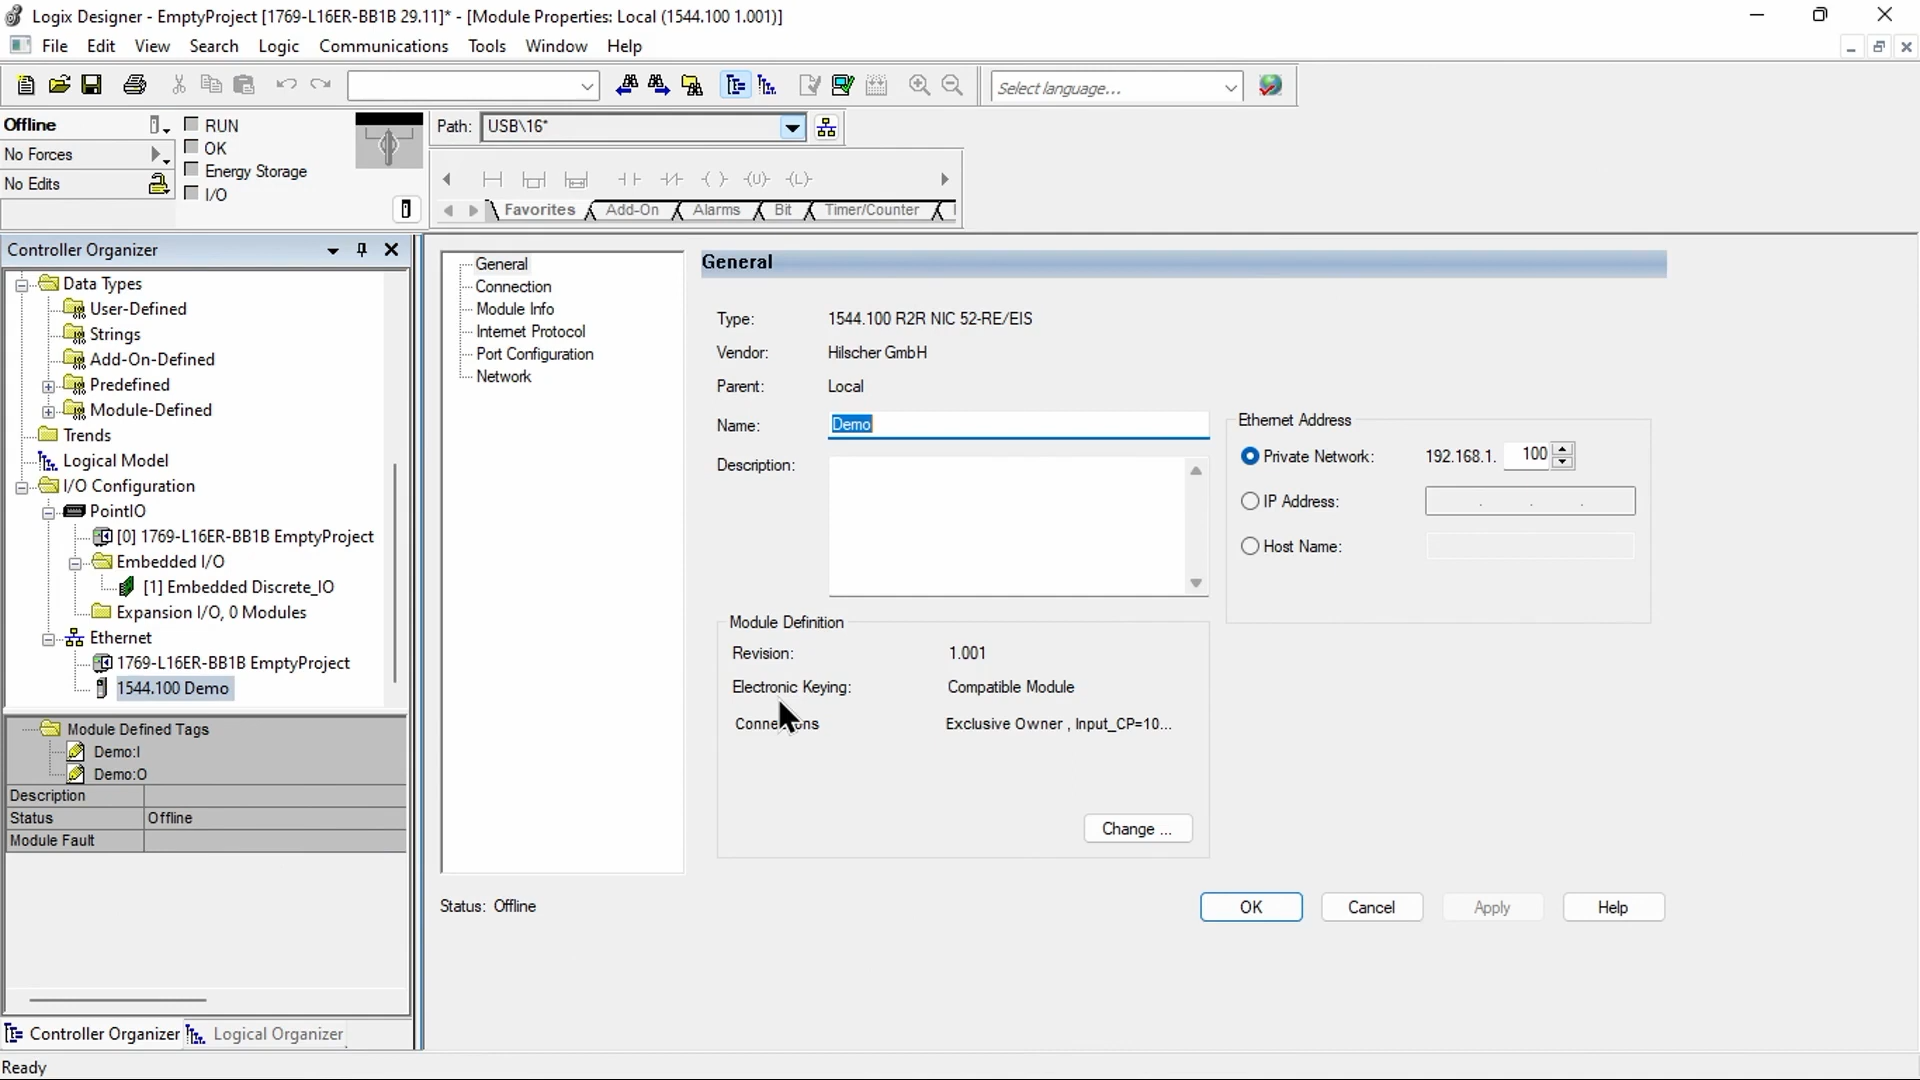 Logix Designer - EmptyProject [1769-L16ER-BB1B 29.11]* - [Module Properties: Local (1544.100 1.001)]
File Edit View Search Logic Communications Tools Window Help
Select language...
Offline
No Forces
No Edits
RUN
OK
Energy Storage
I/O
Path: USB\16*
Favorites Add-On Alarms Bit Timer/Counter
Controller Organizer
Data Types
User-Defined
Strings
Add-On-Defined
Predefined
Module-Defined
Trends
Logical Model
I/O Configuration
PointIO
[0] 1769-L16ER-BB1B EmptyProject
Embedded I/O
[1] Embedded Discrete_IO
Expansion I/O, 0 Modules
Ethernet
1769-L16ER-BB1B EmptyProject
1544.100 Demo
Module Defined Tags
Demo:I
Demo:O
Description
Status Offline
Module Fault
Controller Organizer Logical Organizer
Ready
General
Connection
Module Info
Internet Protocol
Port Configuration
Network
General
Type: 1544.100 R2R NIC 52-RE/EIS
Vendor: Hilscher GmbH
Parent: Local
Name: Demo
Description:
Ethernet Address
Private Network: 192.168.1. 100
IP Address: . . .
Host Name:
Module Definition
Revision: 1.001
Electronic Keying: Compatible Module
Exclusive Owner , Input_CP=10...
Change ...
Status: Offline
OK Cancel Apply Help